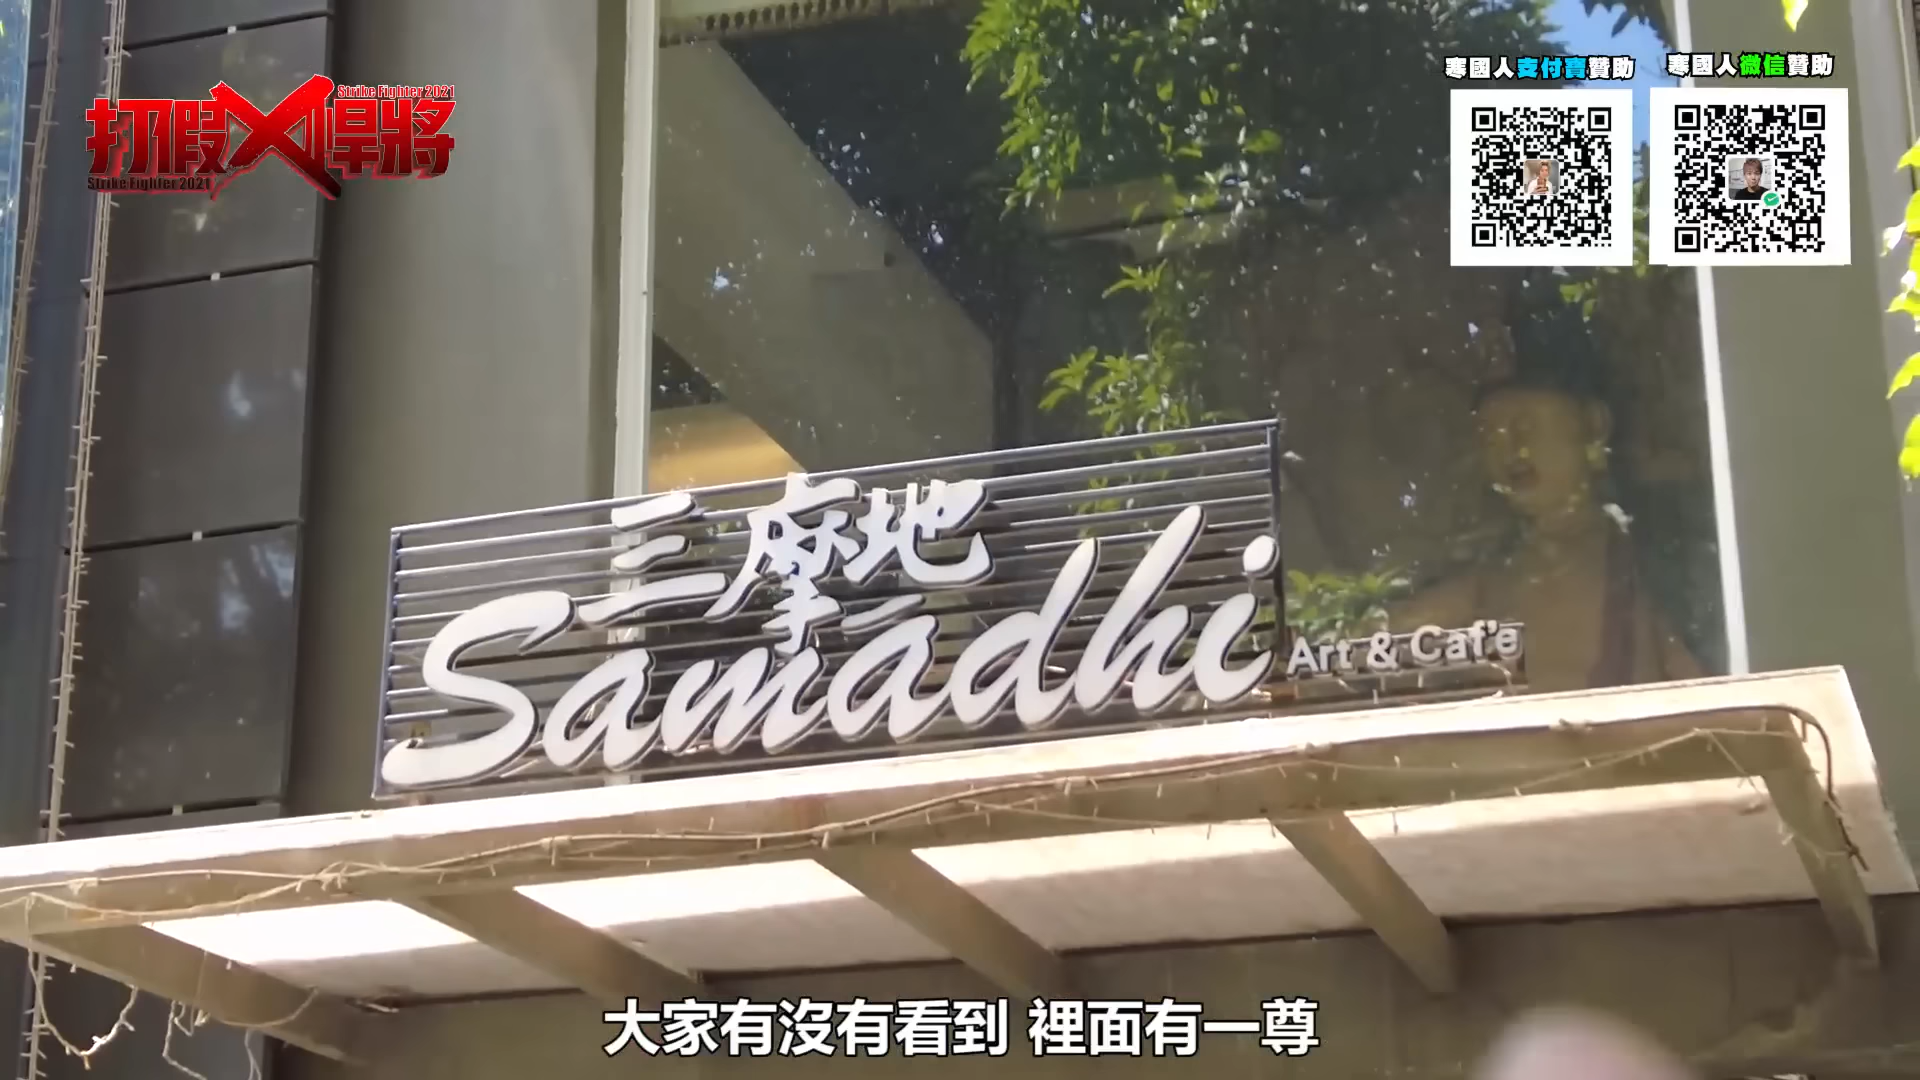 Strike Fighter 2021
打假悍將
Strike Fighter 2021
寒國人支付寶贊助
寒國人微信贊助
三摩地
Samadhi
Art & Caf'e
大家有沒有看到 裡面有一尊